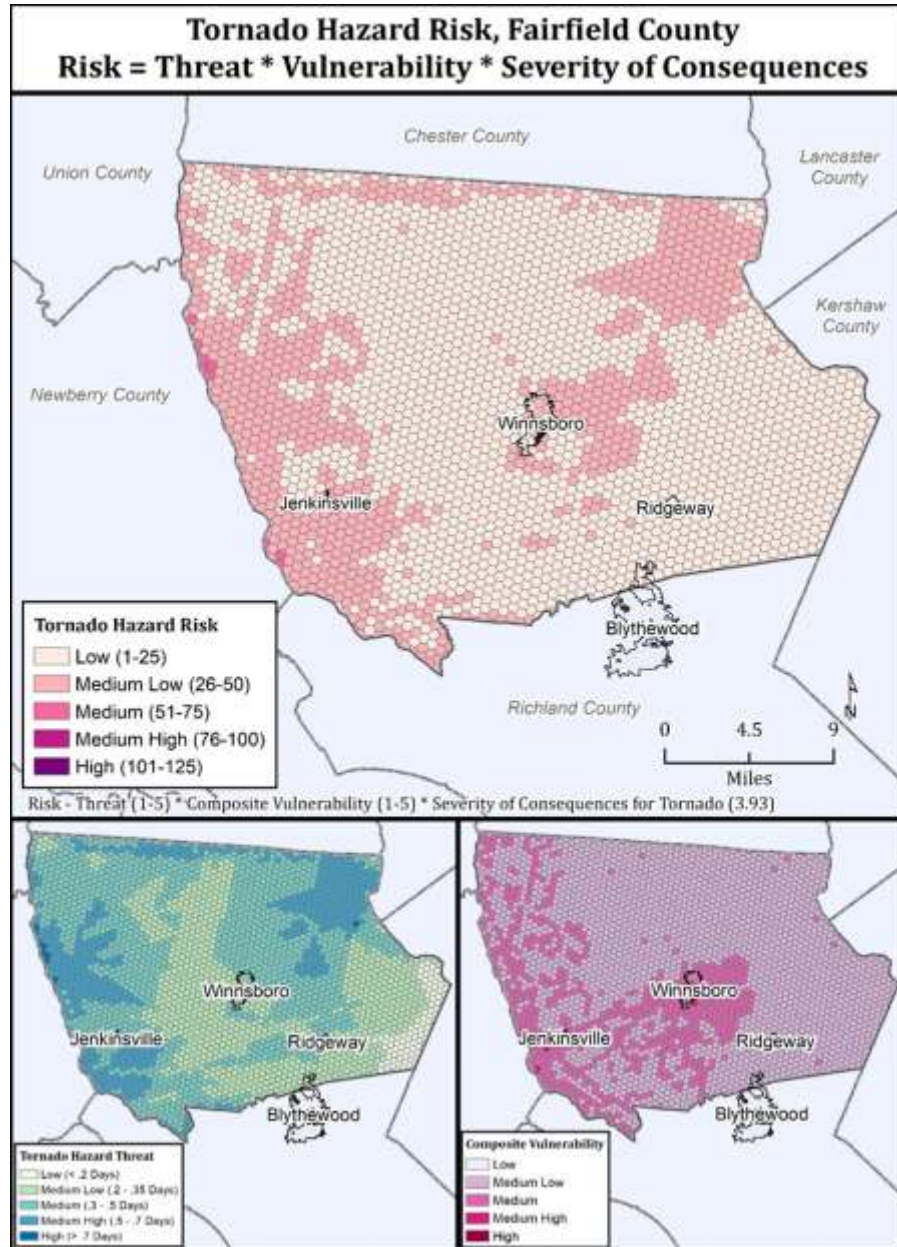 Tornado Hazard Risk, Fairfield County
Risk = Threat * Vulnerability * Severity of Consequences
Chester County
Union County
Lancaster
County
Kershaw
County
Newberry County
Winnsboro
Jenkinsville
Ridgeway
Blythewood
Richland County
Tornado Hazard Risk
Low (1-25)
Medium Low (26-50)
Medium (51-75)
Medium High (76-100)
High (101-125)
N
0 4.5 9
Miles
Risk - Threat (1-5) * Composite Vulnerability (1-5) * Severity of Consequences for Tornado (3.93)
Winnsboro
Jenkinsville
Ridgeway
Blythewood
Tornado Hazard Threat
Low (< .2 Days)
Medium Low (.2 - .35 Days)
Medium (.3 - .5 Days)
Medium High (.5 - .7 Days)
High (> .7 Days)
Winnsboro
Jenkinsville
Ridgeway
Blythewood
Composite Vulnerability
Low
Medium Low
Medium
Medium High
High